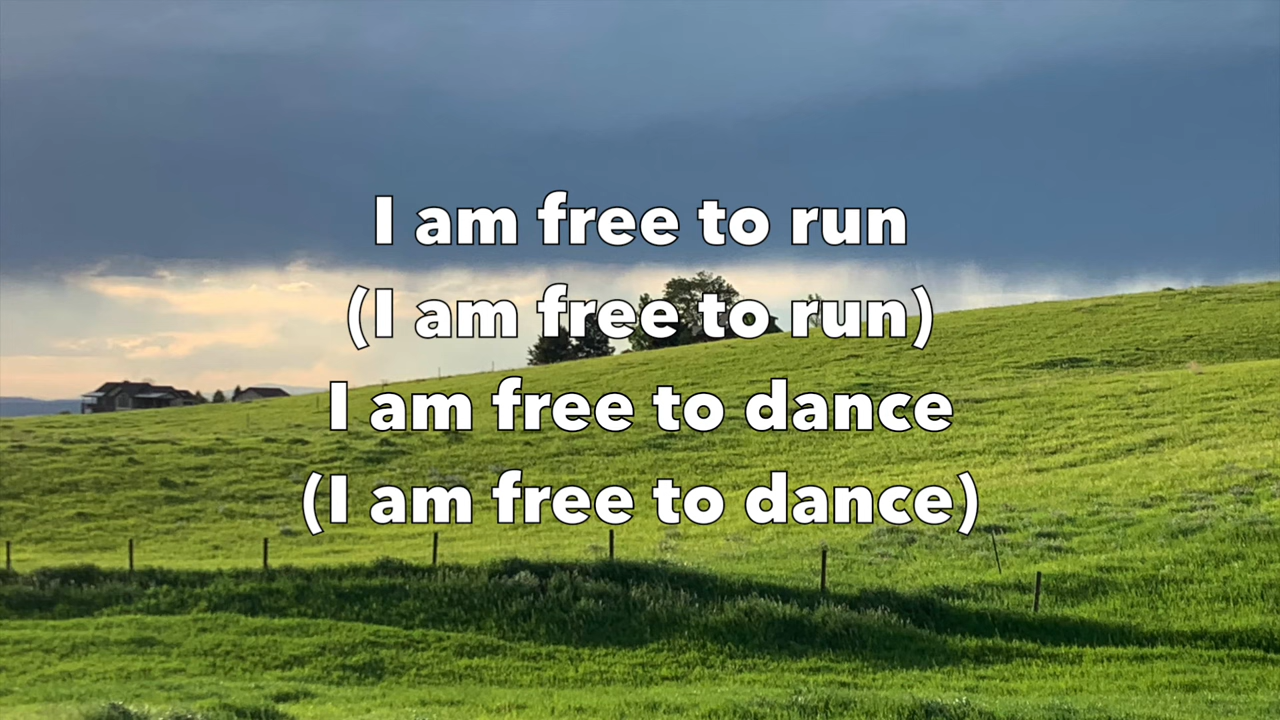 I am free to run
(I am free to run)
I am free to dance
(I am free to dance)